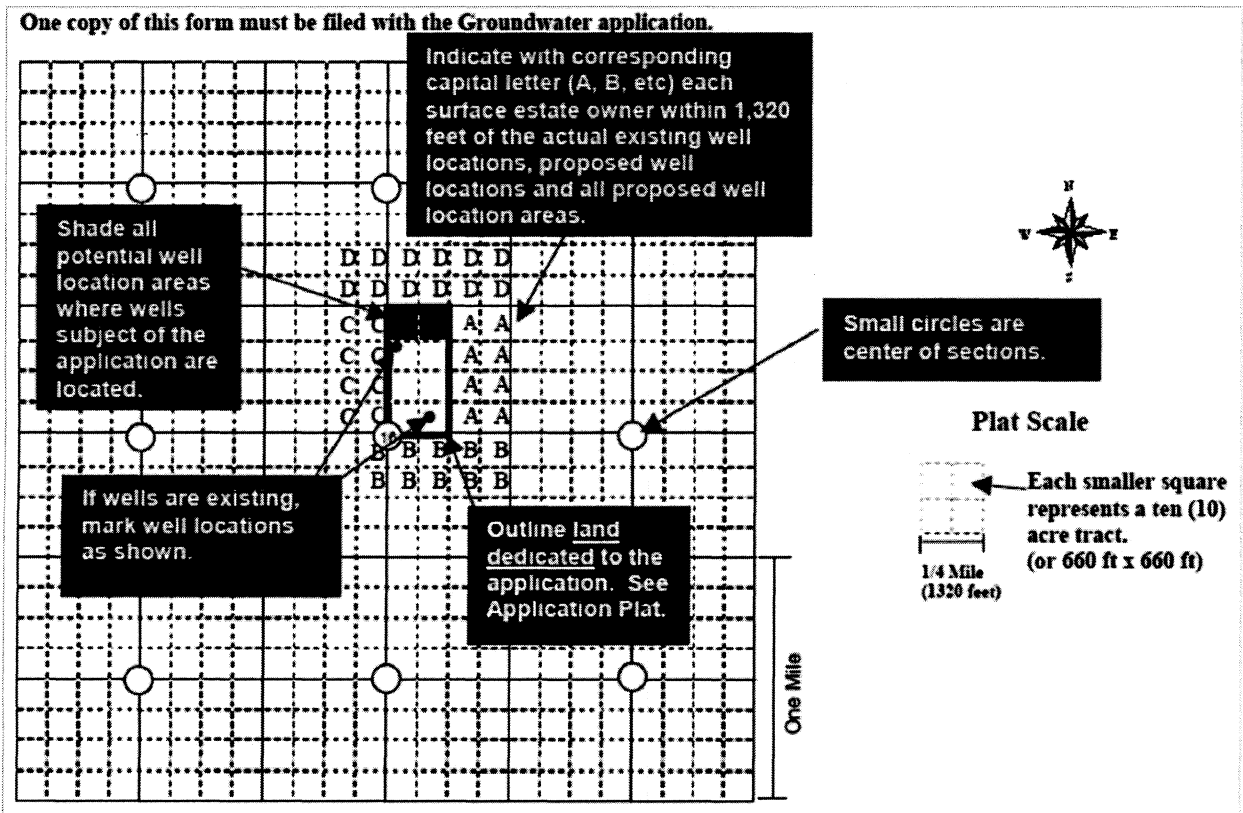 One copy of this form must be filed with the Groundwater application.
Indicate with corresponding
capital letter (A, B, etc) each
surface estate owner within 1,320
feet of the actual existing well
locations, proposed well
locations and all proposed well
location areas.
N
W E
S
Shade all
potential well
location areas
where wells
subject of the
application are
located.
D D D D D D
D D D D D D
C C A A
C C A A
C C A A
C C A A
16
B B B B B
B B B B B
Small circles are
center of sections.
Plat Scale
Each smaller square
represents a ten (10)
acre tract.
(or 660 ft x 660 ft)
1/4 Mile
(1320 feet)
If wells are existing,
mark well locations
as shown.
Outline land
dedicated to the
application. See
Application Plat.
One Mile